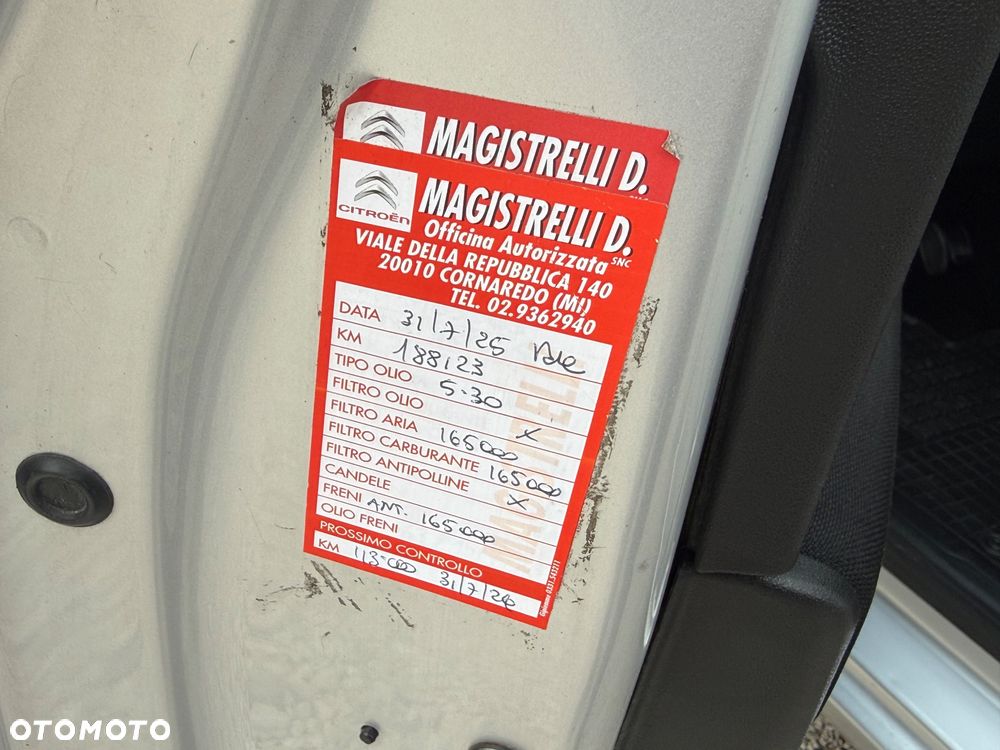 MAGISTRELLI D.
CITROËN
MAGISTRELLI D.
Officina Autorizzata SNC
VIALE DELLA REPUBBLICA 140
20010 CORNAREDO (MI)
TEL. 02.9362940
DATA 31/7/25
KM 188123
TIPO OLIO 5-30
FILTRO OLIO X
FILTRO ARIA 165000
FILTRO CARBURANTE 165000
FILTRO ANTIPOLLINE X
CANDELE
FRENI ANT. 165000
OLIO FRENI
PROSSIMO CONTROLLO
KM 113.000 31/7/26
OTOMOTO